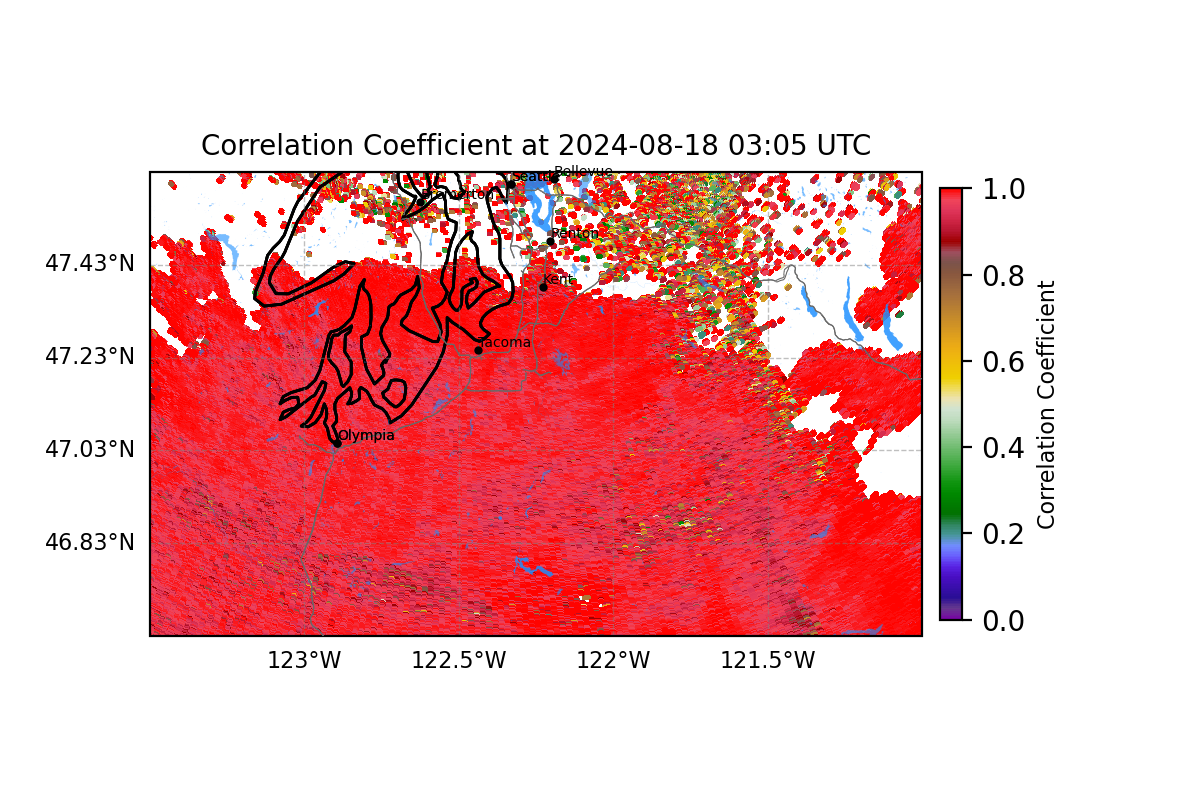 Correlation Coefficient at 2024-08-18 03:05 UTC
Bellevue
Seattle
Bremerton
Renton
Kent
Tacoma
Olympia
47.43°N
47.23°N
47.03°N
46.83°N
123°W
122.5°W
122°W
121.5°W
1.0
0.8
0.6
0.4
0.2
0.0
Correlation Coefficient